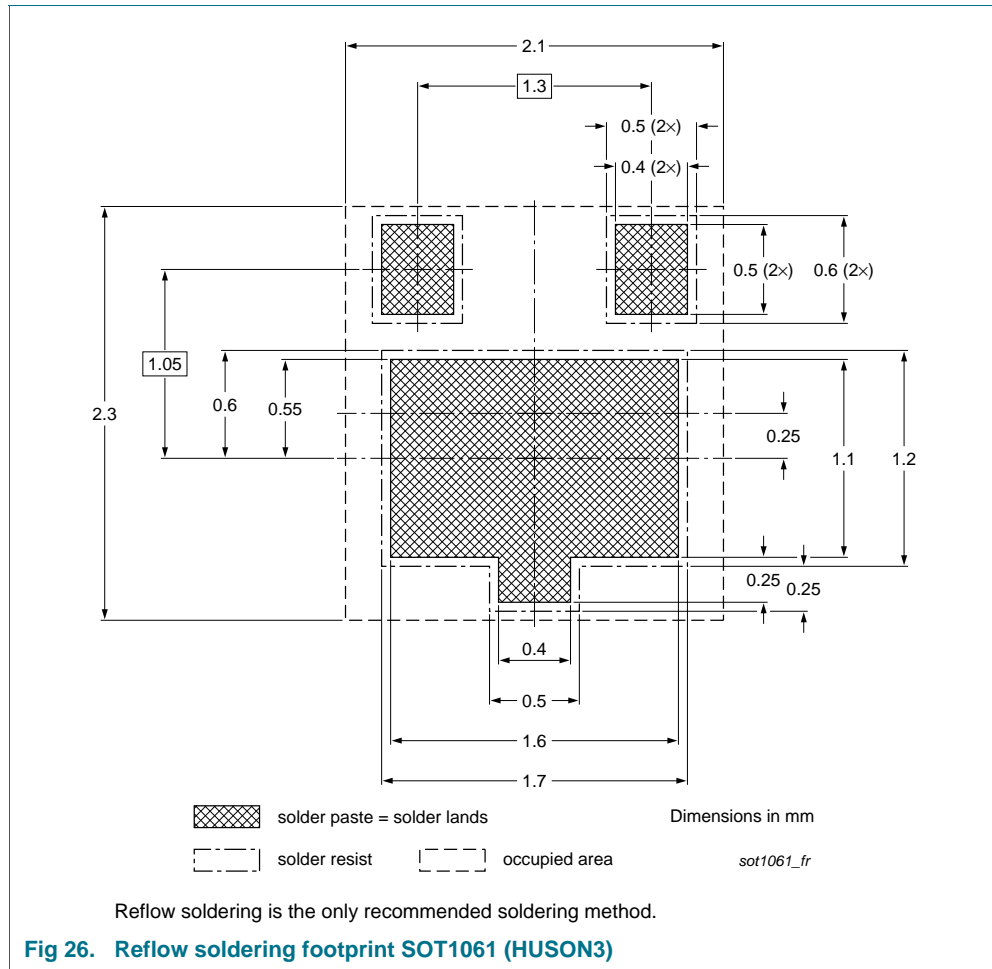 2.1
1.3
0.5 (2×)
0.4 (2×)
0.5 (2×) 0.6 (2×)
1.05
2.3 0.6 0.55
0.25
1.1 1.2
0.25 0.25
0.4
0.5
1.6
1.7
solder paste = solder lands Dimensions in mm
solder resist occupied area sot1061_fr
Reflow soldering is the only recommended soldering method.
Fig 26. Reflow soldering footprint SOT1061 (HUSON3)